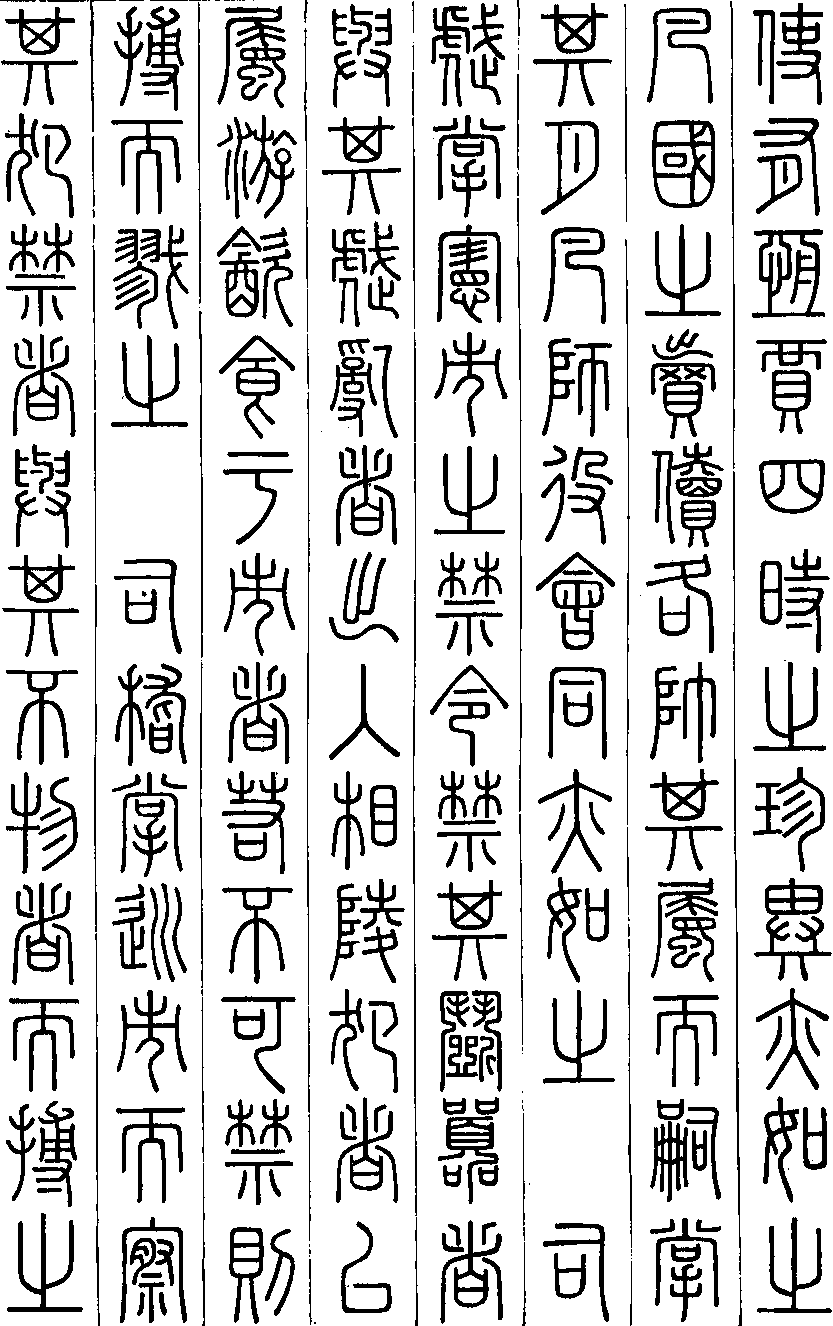 使有恆賈四時之珍異亦如之
凡國之賣儥各帥其屬而嗣掌
其月凡師役會同亦如之　司
虣掌憲市之禁令禁其鬬囂者
與其虣亂者出入相陵犯者以
屬游飲食于市者若不可禁則
搏而戮之　司稽掌巡市而察
其犯禁者與其不物者而搏之